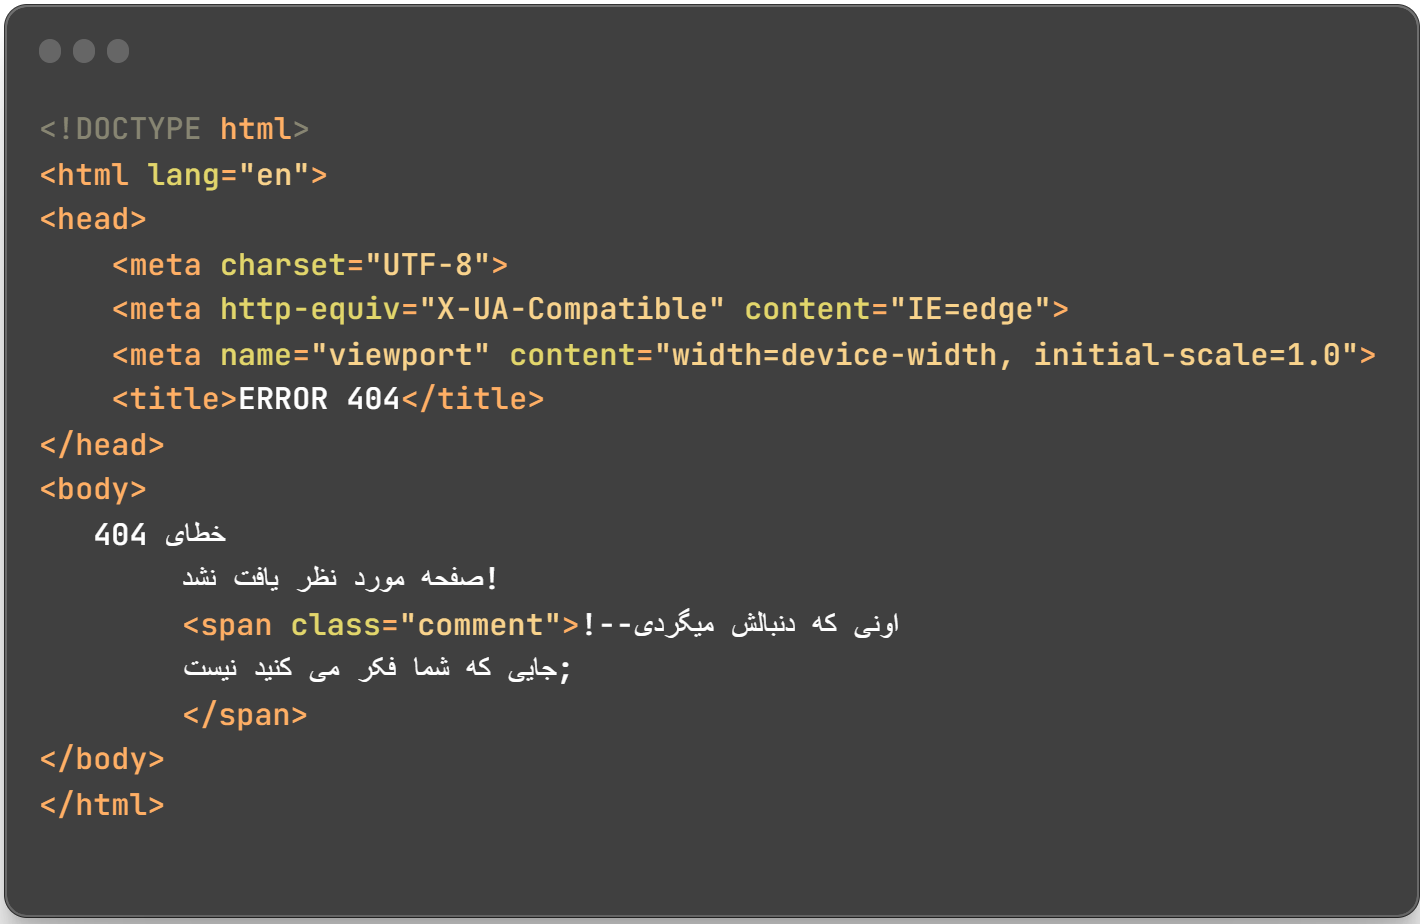 <!DOCTYPE html>
<html lang="en">
<head>
    <meta charset="UTF-8">
    <meta http-equiv="X-UA-Compatible" content="IE=edge">
    <meta name="viewport" content="width=device-width, initial-scale=1.0">
    <title>ERROR 404</title>
</head>
<body>
   404 خطای
        صفحه مورد نظر یافت نشد!
        <span class="comment">!--اونی که دنبالش میگردی
        جایی که شما فکر می کنید نیست;
        </span>
</body>
</html>